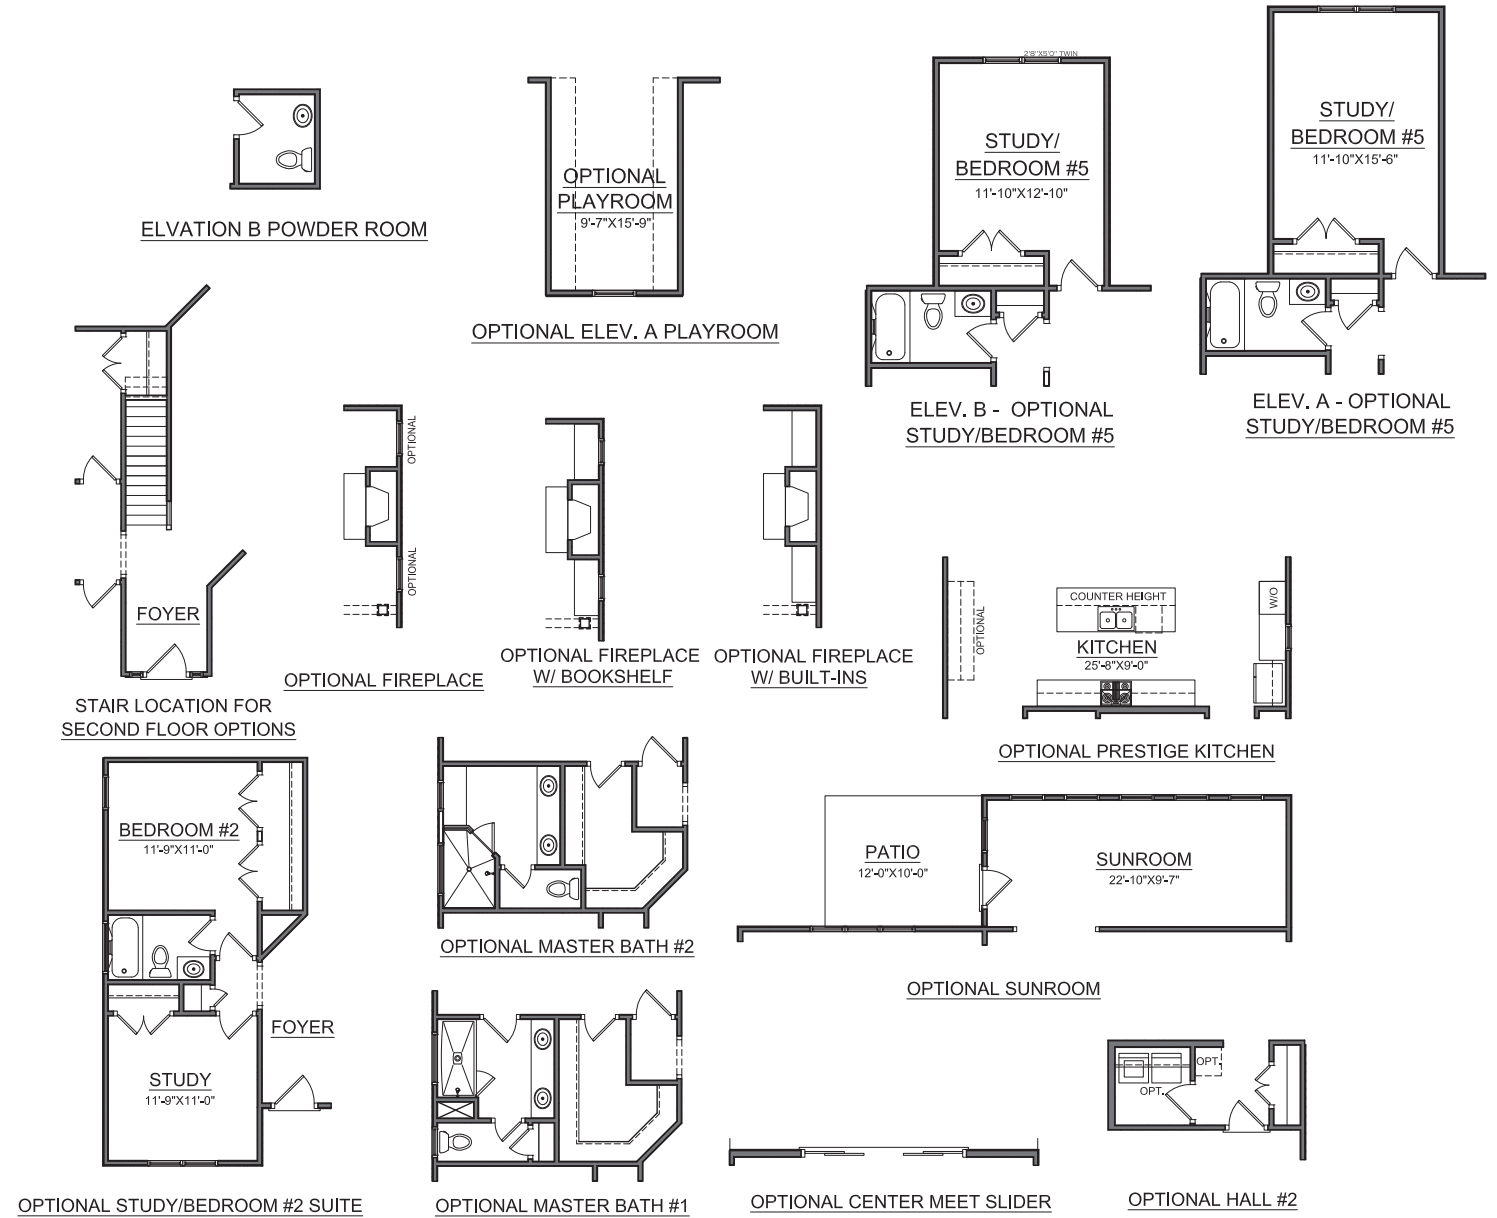 ELVATION B POWDER ROOM
OPTIONAL
PLAYROOM
9'-7"X15'-9"
OPTIONAL ELEV. A PLAYROOM
2'8"X5'0" TWIN
STUDY/
BEDROOM #5
11'-10"X12'-10"
ELEV. B - OPTIONAL
STUDY/BEDROOM #5
STUDY/
BEDROOM #5
11'-10"X15'-6"
ELEV. A - OPTIONAL
STUDY/BEDROOM #5
FOYER
STAIR LOCATION FOR
SECOND FLOOR OPTIONS
OPTIONAL
OPTIONAL
OPTIONAL FIREPLACE
OPTIONAL FIREPLACE
W/ BOOKSHELF
OPTIONAL FIREPLACE
W/ BUILT-INS
OPTIONAL
COUNTER HEIGHT
KITCHEN
25'-8"X9'-0"
W/O
OPTIONAL PRESTIGE KITCHEN
BEDROOM #2
11'-9"X11'-0"
FOYER
STUDY
11'-9"X11'-0"
OPTIONAL STUDY/BEDROOM #2 SUITE
OPTIONAL MASTER BATH #2
OPTIONAL MASTER BATH #1
PATIO
12'-0"X10'-0"
SUNROOM
22'-10"X9'-7"
OPTIONAL SUNROOM
OPTIONAL CENTER MEET SLIDER
OPT.
OPT.
OPTIONAL HALL #2